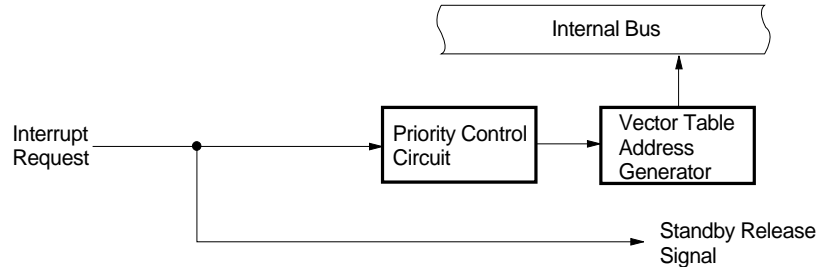 Internal Bus
Interrupt
Request
Priority Control
Circuit
Vector Table
Address
Generator
Standby Release
Signal